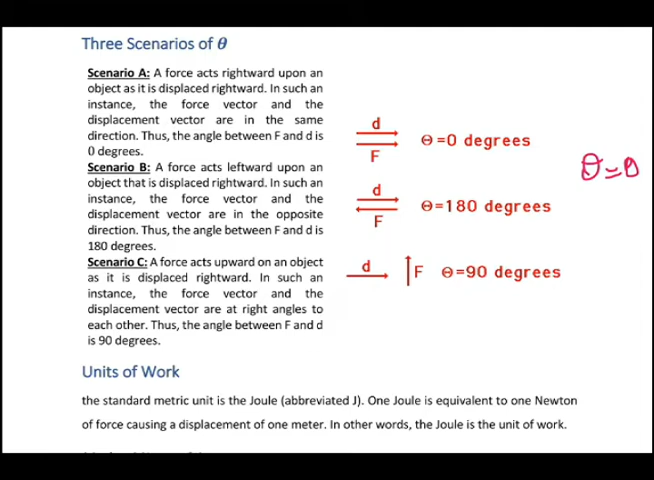 Three Scenarios of θ
Scenario A: A force acts rightward upon an
object as it is displaced rightward. In such an
instance, the force vector and the
displacement vector are in the same
direction. Thus, the angle between F and d is
0 degrees.
Scenario B: A force acts leftward upon an
object that is displaced rightward. In such an
instance, the force vector and the
displacement vector are in the opposite
direction. Thus, the angle between F and d is
180 degrees.
Scenario C: A force acts upward on an object
as it is displaced rightward. In such an
instance, the force vector and the
displacement vector are at right angles to
each other. Thus, the angle between F and d
is 90 degrees.
d
F
Θ=0 degrees
d
F
Θ=180 degrees
d
F Θ=90 degrees
θ=0
Units of Work
the standard metric unit is the Joule (abbreviated J). One Joule is equivalent to one Newton
of force causing a displacement of one meter. In other words, the Joule is the unit of work.